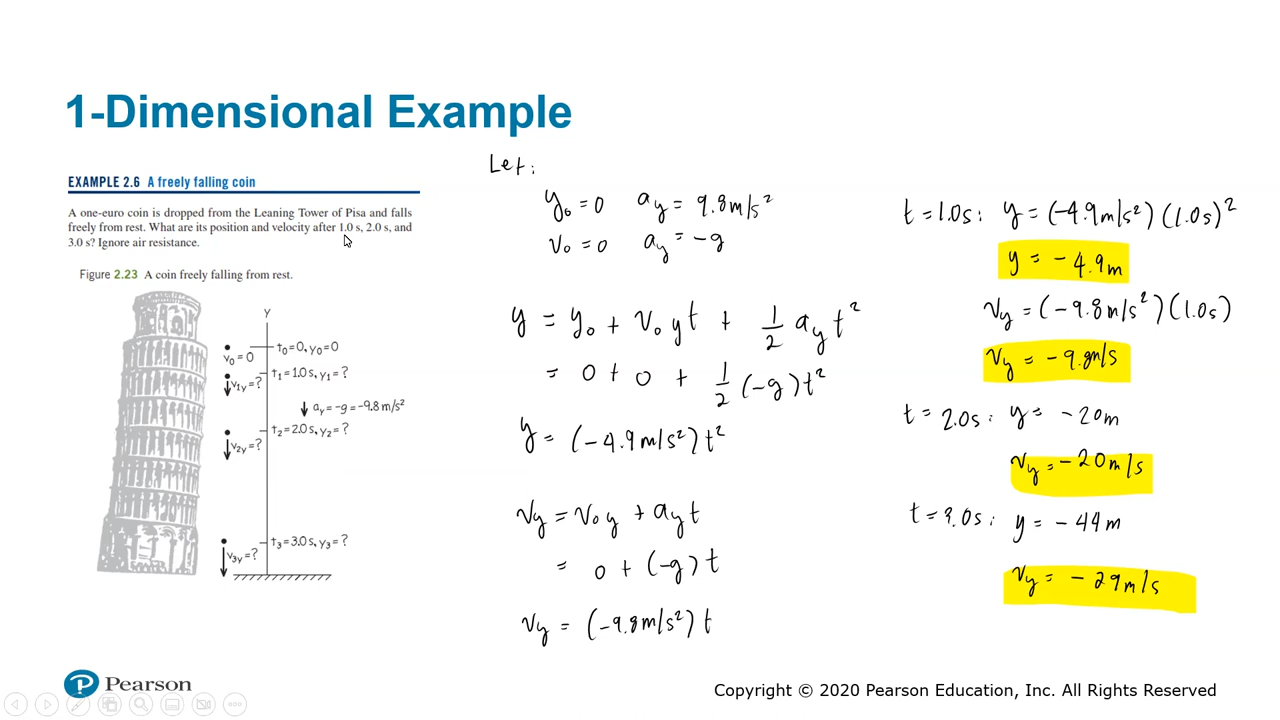 1-Dimensional Example
EXAMPLE 2.6 A freely falling coin
A one-euro coin is dropped from the Leaning Tower of Pisa and falls
freely from rest. What are its position and velocity after 1.0 s, 2.0 s, and
3.0 s? Ignore air resistance.
Figure 2.23 A coin freely falling from rest.
Y
v₀ = 0 t₀ = 0, y₀ = 0
v₁y = ? t₁ = 1.0 s, y₁ = ?
ay = −g = −9.8 m/s²
v₂y = ? t₂ = 2.0 s, y₂ = ?
v₃y = ? t₃ = 3.0 s, y₃ = ?
Let:
y₀ = 0 ay = 9.8 m/s²
v₀ = 0 ay = −g
y = y₀ + v₀y t + 1/2 ay t²
= 0 + 0 + 1/2 (−g) t²
y = (−4.9 m/s²) t²
vy = v₀y + ay t
= 0 + (−g) t
vy = (−9.8 m/s²) t
t = 1.0s: y = (−4.9 m/s²)(1.0s)²
y = −4.9 m
vy = (−9.8 m/s²)(1.0s)
vy = −9.8 m/s
t = 2.0s: y = −20 m
vy = −20 m/s
t = 3.0s: y = −44 m
vy = −29 m/s
Pearson
Copyright © 2020 Pearson Education, Inc. All Rights Reserved